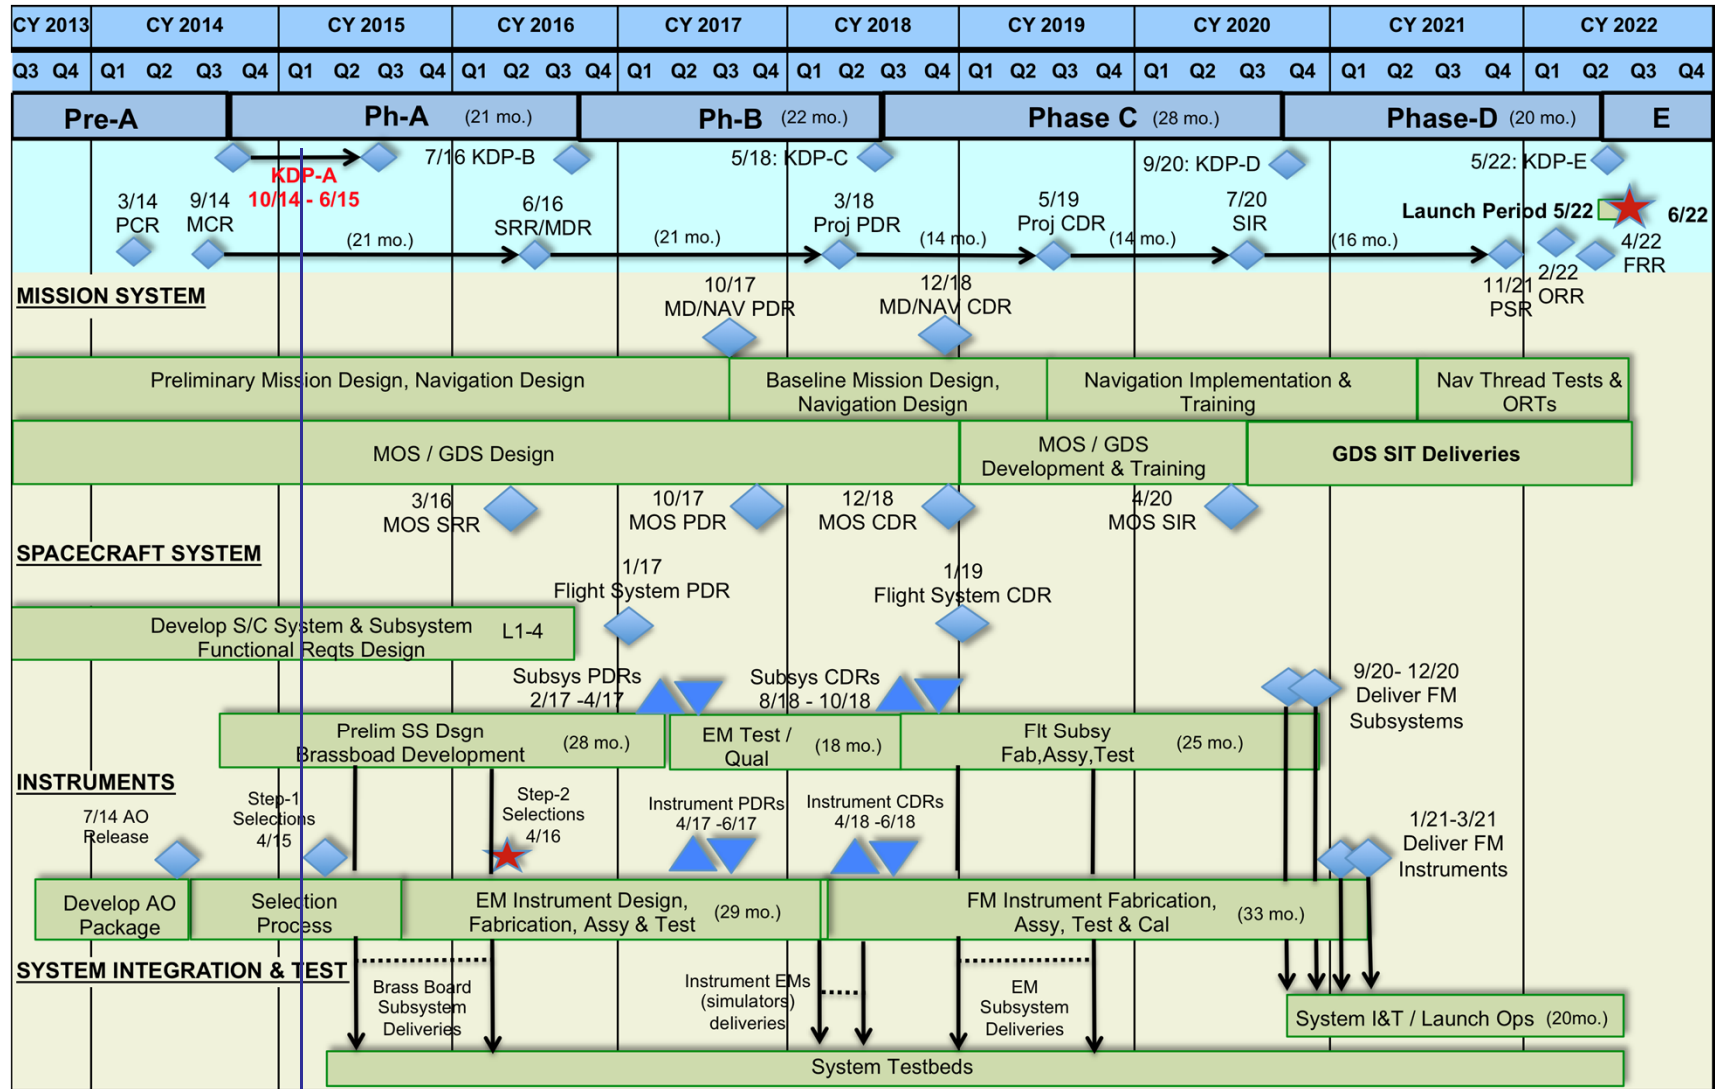 CY 2013 CY 2014 CY 2015 CY 2016 CY 2017 CY 2018 CY 2019 CY 2020 CY 2021 CY 2022
Q3 Q4 Q1 Q2 Q3 Q4 Q1 Q2 Q3 Q4 Q1 Q2 Q3 Q4 Q1 Q2 Q3 Q4 Q1 Q2 Q3 Q4 Q1 Q2 Q3 Q4 Q1 Q2 Q3 Q4 Q1 Q2 Q3 Q4 Q1 Q2 Q3 Q4
Pre-A Ph-A (21 mo.) Ph-B (22 mo.) Phase C (28 mo.) Phase-D (20 mo.) E
KDP-A
10/14 - 6/15
7/16 KDP-B
5/18: KDP-C
9/20: KDP-D
5/22: KDP-E
3/14
PCR
9/14
MCR
(21 mo.)
6/16
SRR/MDR
(21 mo.)
3/18
Proj PDR
(14 mo.)
5/19
Proj CDR
(14 mo.)
7/20
SIR
(16 mo.)
Launch Period 5/22
6/22
11/21
PSR
2/22
ORR
4/22
FRR
MISSION SYSTEM
10/17
MD/NAV PDR
12/18
MD/NAV CDR
Preliminary Mission Design, Navigation Design
Baseline Mission Design,
Navigation Design
Navigation Implementation &
Training
Nav Thread Tests &
ORTs
MOS / GDS Design
MOS / GDS
Development & Training
GDS SIT Deliveries
3/16
MOS SRR
10/17
MOS PDR
12/18
MOS CDR
4/20
MOS SIR
SPACECRAFT SYSTEM
1/17
Flight System PDR
1/19
Flight System CDR
Develop S/C System & Subsystem
Functional Reqts Design
L1-4
Subsys PDRs
2/17 -4/17
Subsys CDRs
8/18 - 10/18
9/20- 12/20
Deliver FM
Subsystems
Prelim SS Dsgn
Brassboad Development
(28 mo.)
EM Test /
Qual
(18 mo.)
Flt Subsy
Fab,Assy,Test
(25 mo.)
INSTRUMENTS
7/14 AO
Release
Step-1
Selections
4/15
Step-2
Selections
4/16
Instrument PDRs
4/17 -6/17
Instrument CDRs
4/18 -6/18
1/21-3/21
Deliver FM
Instruments
Develop AO
Package
Selection
Process
EM Instrument Design,
Fabrication, Assy & Test
(29 mo.)
FM Instrument Fabrication,
Assy, Test & Cal
(33 mo.)
SYSTEM INTEGRATION & TEST
Brass Board
Subsystem
Deliveries
Instrument EMs
(simulators)
deliveries
EM
Subsystem
Deliveries
System I&T / Launch Ops (20mo.)
System Testbeds